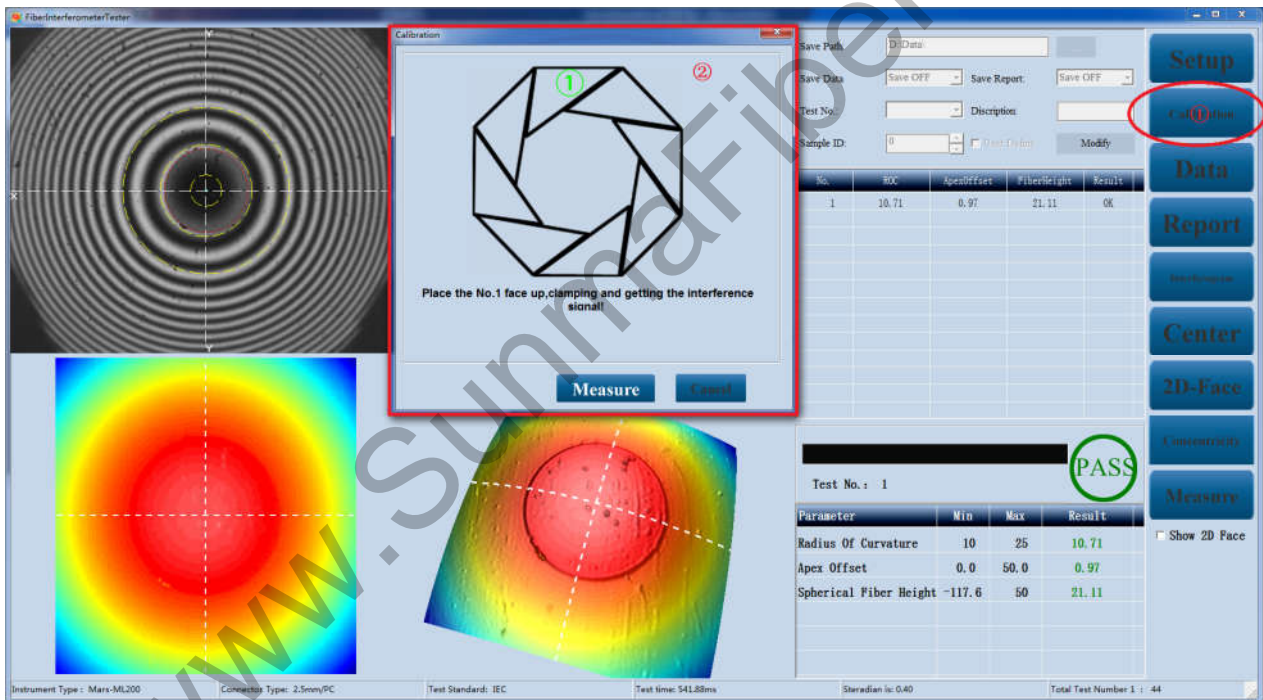 FiberInterferometerTester
Y
X
Y
Calibration
①
②
Place the No.1 face up,clamping and getting the interference
signal!
Measure
Cancel
Save Path: D:\Data\
Save Data Save OFF Save Report: Save OFF
Test No.: Discription:
Sample ID: 0 Modify
No. ROC ApexOffset FiberHeight Result
1 10.71 0.97 21.11 OK
Test No.: 1
PASS
Parameter Min Max Result
Radius Of Curvature 10 25 10.71
Apex Offset 0.0 50.0 0.97
Spherical Fiber Height -117.6 50 21.11
Setup
①
Data
Report
Center
2D-Face
Concentricity
Measure
Show 2D Face
Instrument Type : Mars-ML200 Connector Type: 2.5mm/PC Test Standard: IEC Test time: 541.88ms Steradian is: 0.40 Total Test Number 1 : 44
www.SunmaFiber